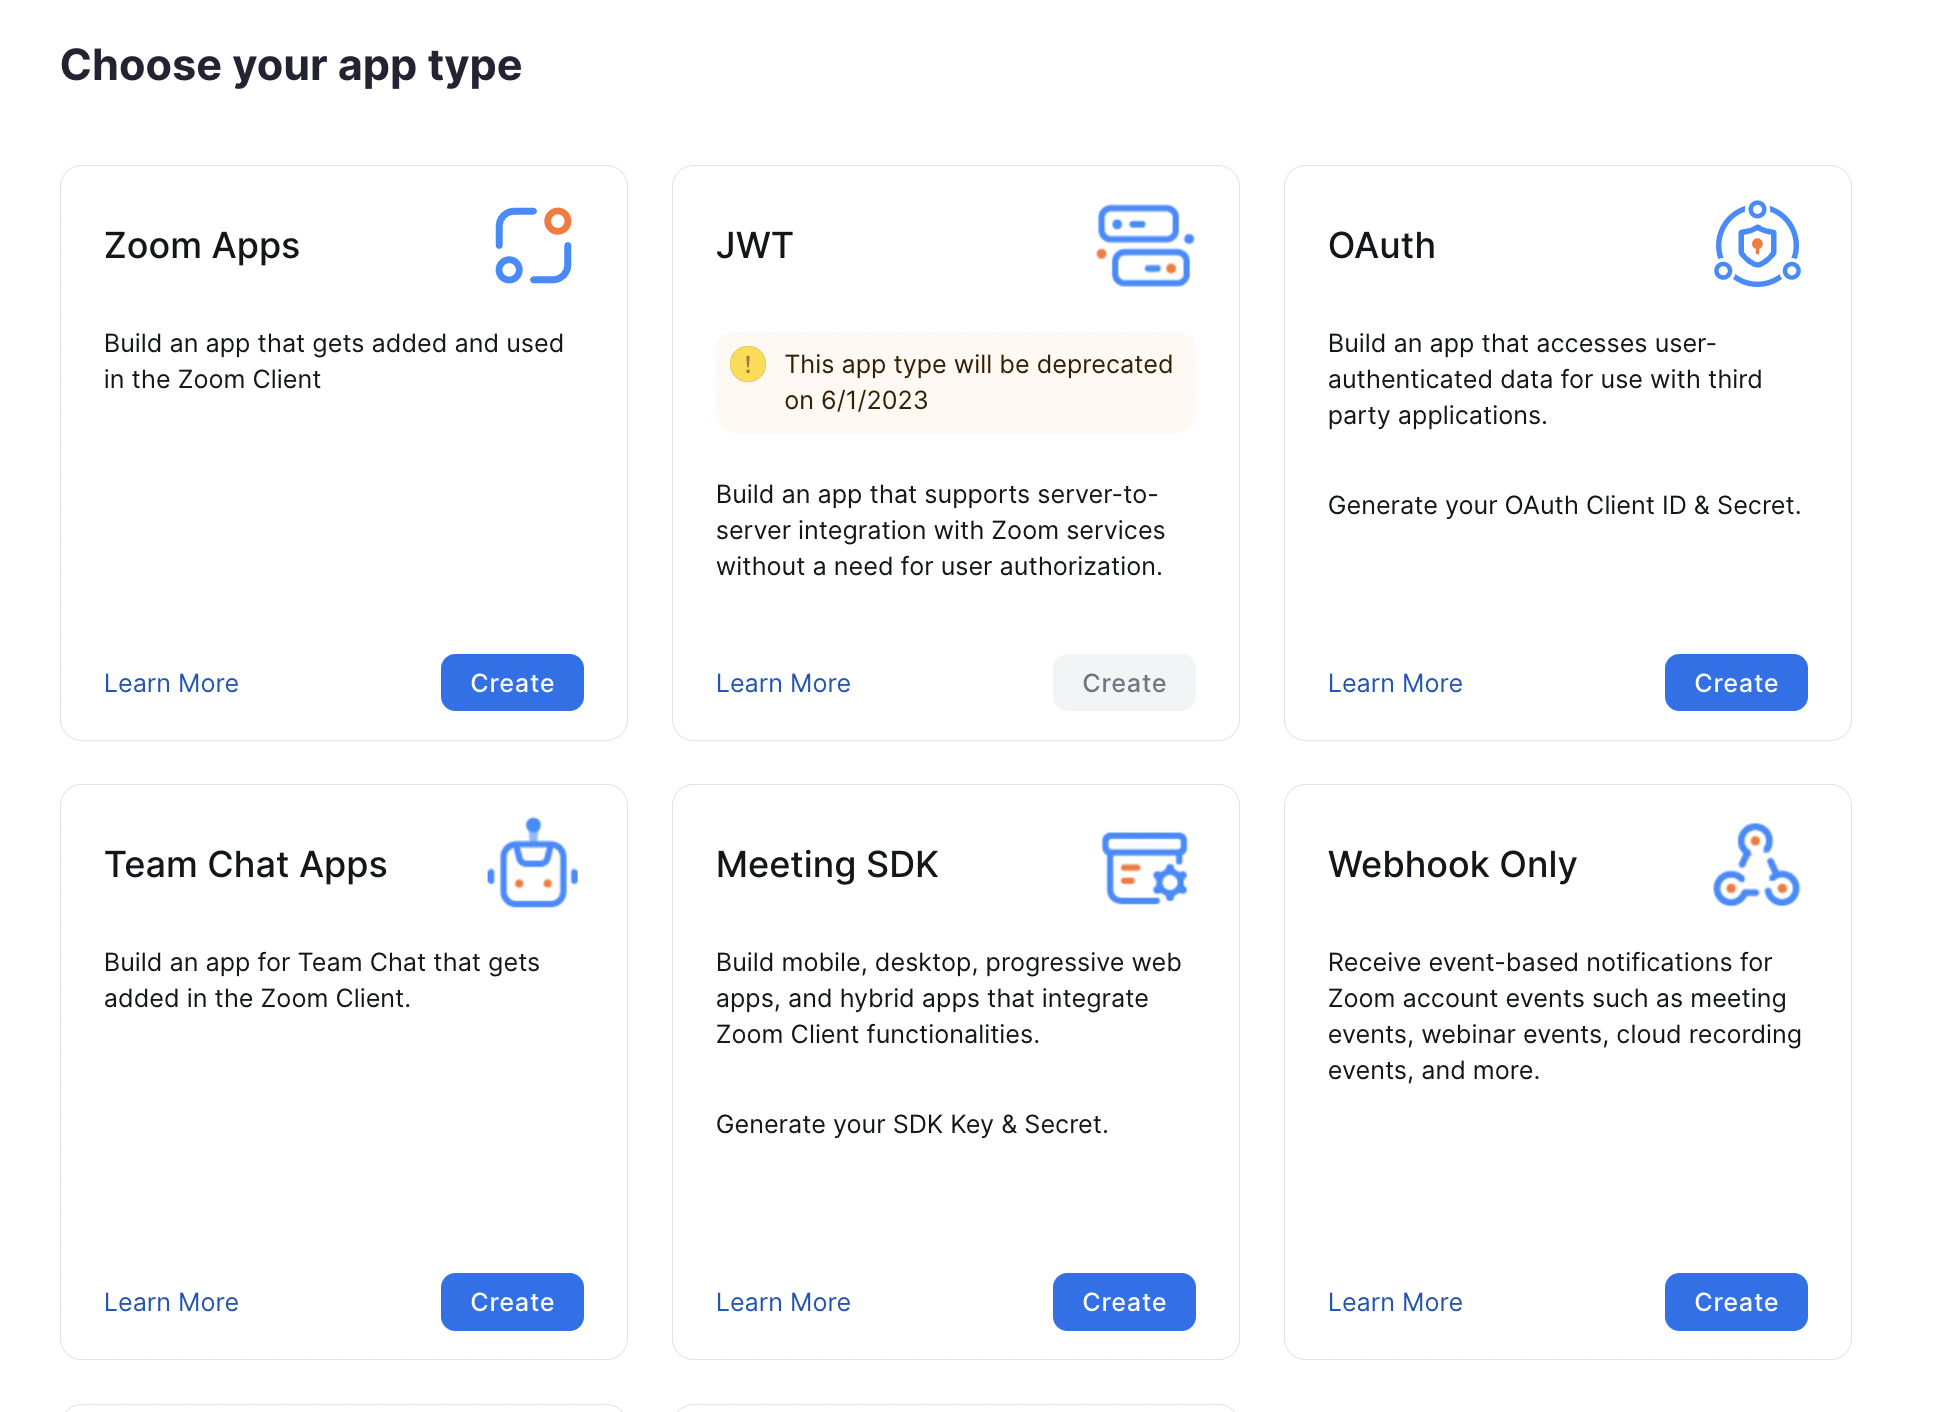 Choose your app type
Zoom Apps
Build an app that gets added and used
in the Zoom Client
Learn More
Create
JWT
! This app type will be deprecated
on 6/1/2023
Build an app that supports server-to-
server integration with Zoom services
without a need for user authorization.
Learn More
Create
OAuth
Build an app that accesses user-
authenticated data for use with third
party applications.
Generate your OAuth Client ID & Secret.
Learn More
Create
Team Chat Apps
Build an app for Team Chat that gets
added in the Zoom Client.
Learn More
Create
Meeting SDK
Build mobile, desktop, progressive web
apps, and hybrid apps that integrate
Zoom Client functionalities.
Generate your SDK Key & Secret.
Learn More
Create
Webhook Only
Receive event-based notifications for
Zoom account events such as meeting
events, webinar events, cloud recording
events, and more.
Learn More
Create